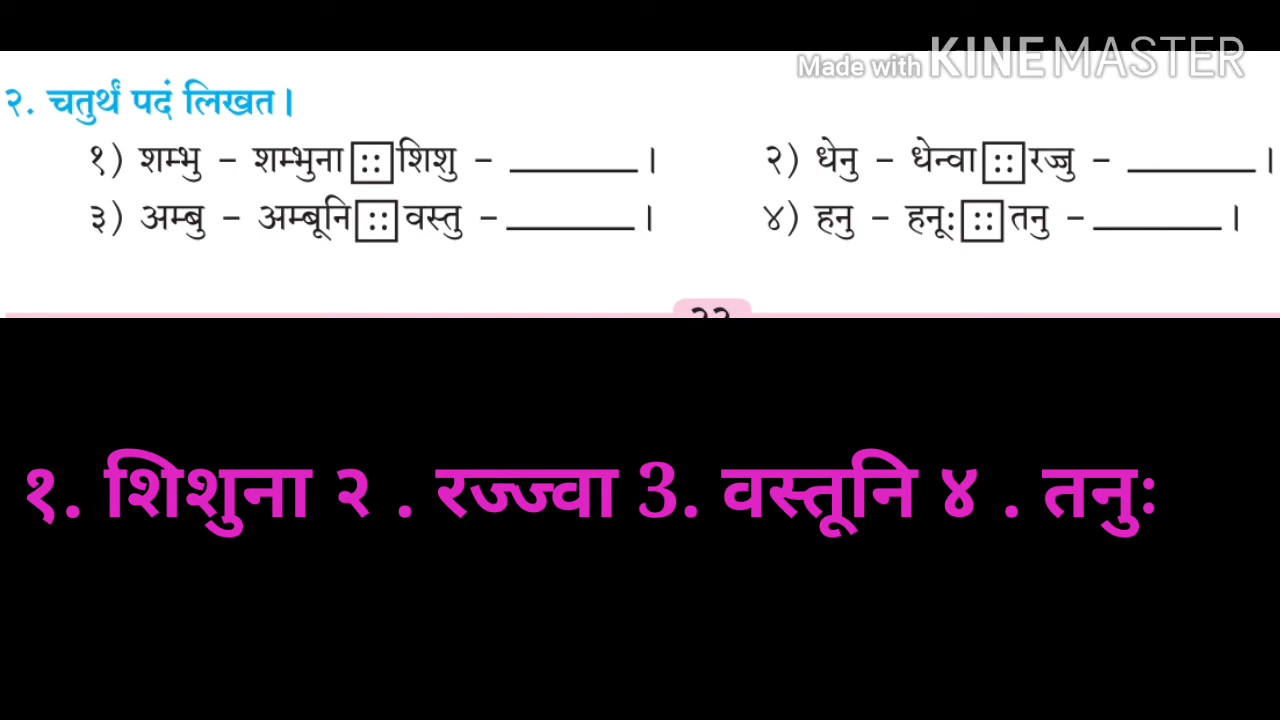 Made with KINEMASTER
२. चतुर्थं पदं लिखत।
१) शम्भु - शम्भुना :: शिशु - ______ । २) धेनु - धेन्वा :: रज्जु - ______ ।
३) अम्बु - अम्बूनि :: वस्तु - ______ । ४) हनु - हनूः :: तनु - ______ ।
१. शिशुना २ . रज्ज्वा 3. वस्तूनि ४ . तनुः